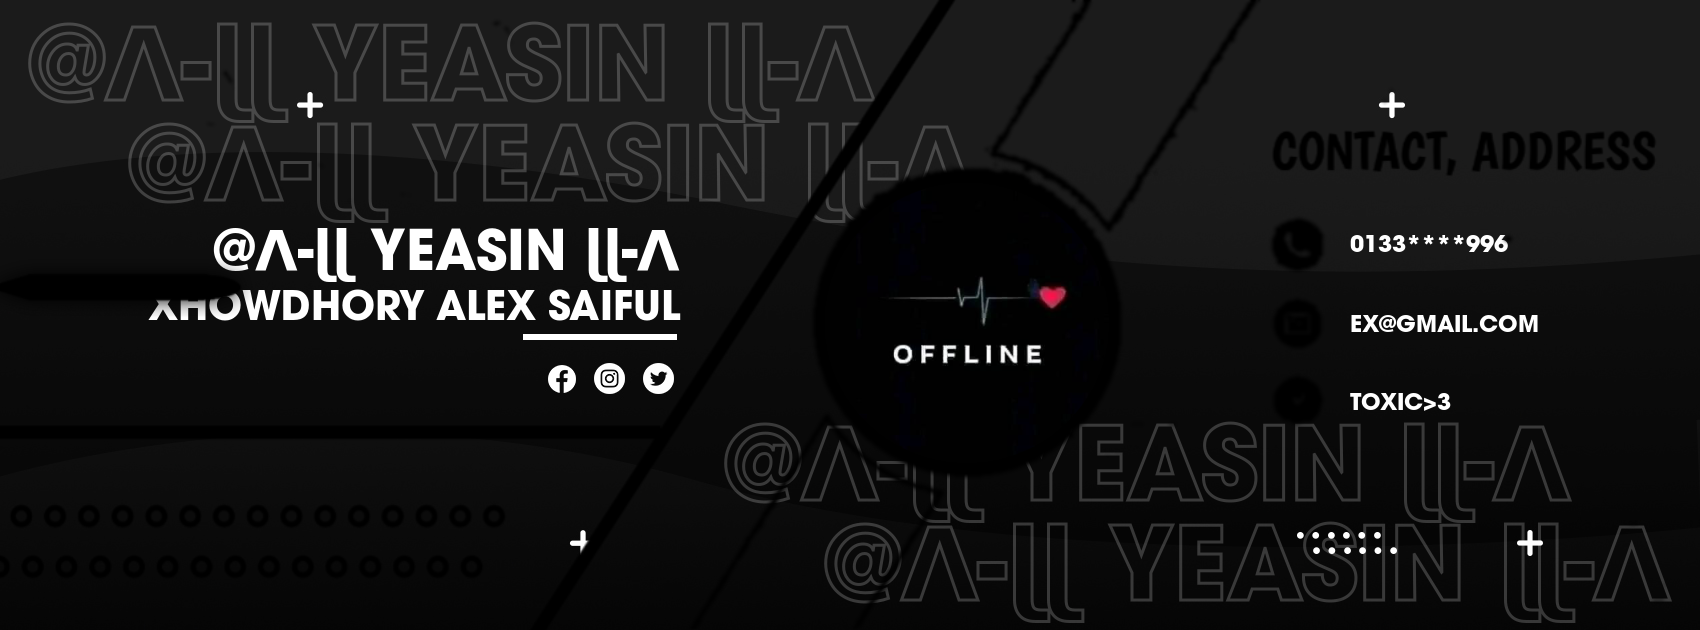 @Λ-ƖƖ YEASIN ƖƖ-Λ
@Λ-ƖƖ YEASIN ƖƖ-Λ
@Λ-ƖƖ YEASIN ƖƖ-Λ
XHOWDHORY ALEX SAIFUL
OFFLINE
CONTACT, ADDRESS
0133****996
EX@GMAIL.COM
TOXIC>3
@Λ-ƖƖ YEASIN ƖƖ-Λ
@Λ-ƖƖ YEASIN ƖƖ-Λ